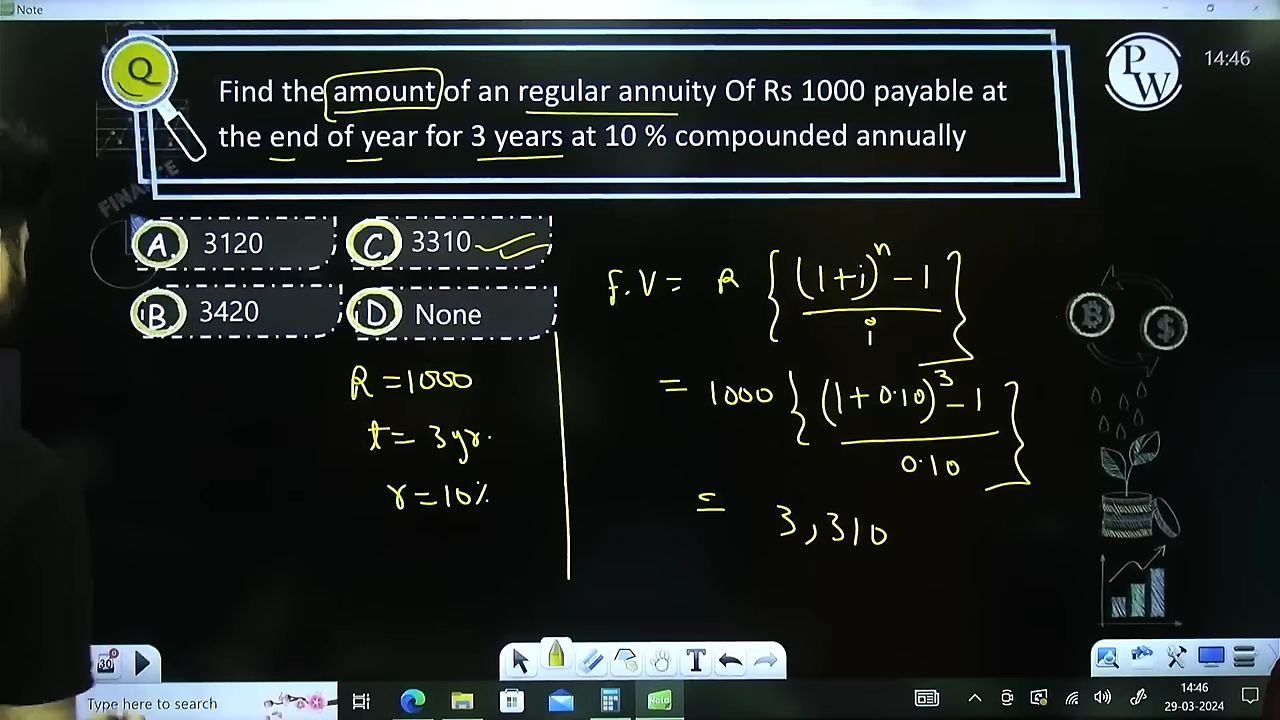 Note
Q
Find the amount of an regular annuity Of Rs 1000 payable at
the end of year for 3 years at 10 % compounded annually
P
W
14:46
A. 3120
C. 3310
B 3420
D None
R = 1000
t = 3yr.
r = 10%
F.V = R { (1+i)^n - 1 / i }
= 1000 { (1+0.10)^3 - 1 / 0.10 }
= 3,310
T
Type here to search
Note
14:46
29-03-2024